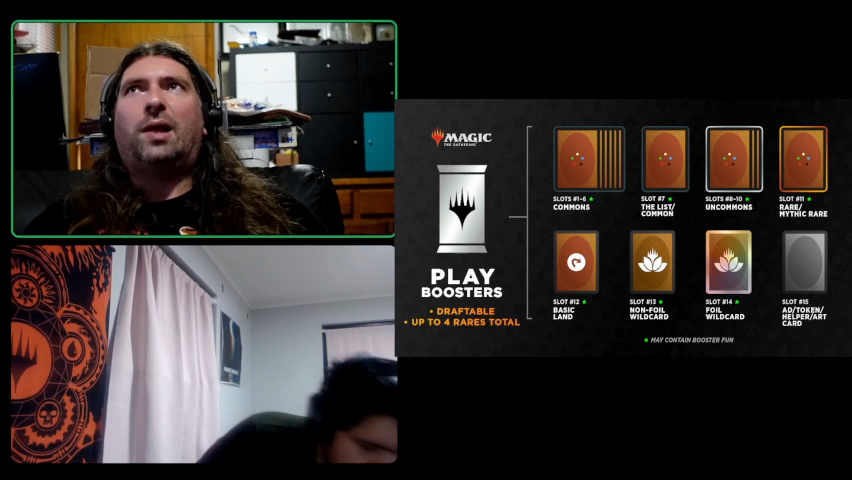 MAGIC
THE GATHERING
PLAY
BOOSTERS
• DRAFTABLE
• UP TO 4 RARES TOTAL
SLOTS #1-6 ★
COMMONS
SLOT #7 ★
THE LIST/
COMMON
SLOTS #8-10 ★
UNCOMMONS
SLOT #11 ★
RARE/
MYTHIC RARE
SLOT #12 ★
BASIC
LAND
SLOT #13 ★
NON-FOIL
WILDCARD
SLOT #14 ★
FOIL
WILDCARD
SLOT #15
AD/TOKEN/
HELPER/ART
CARD
★ MAY CONTAIN BOOSTER FUN